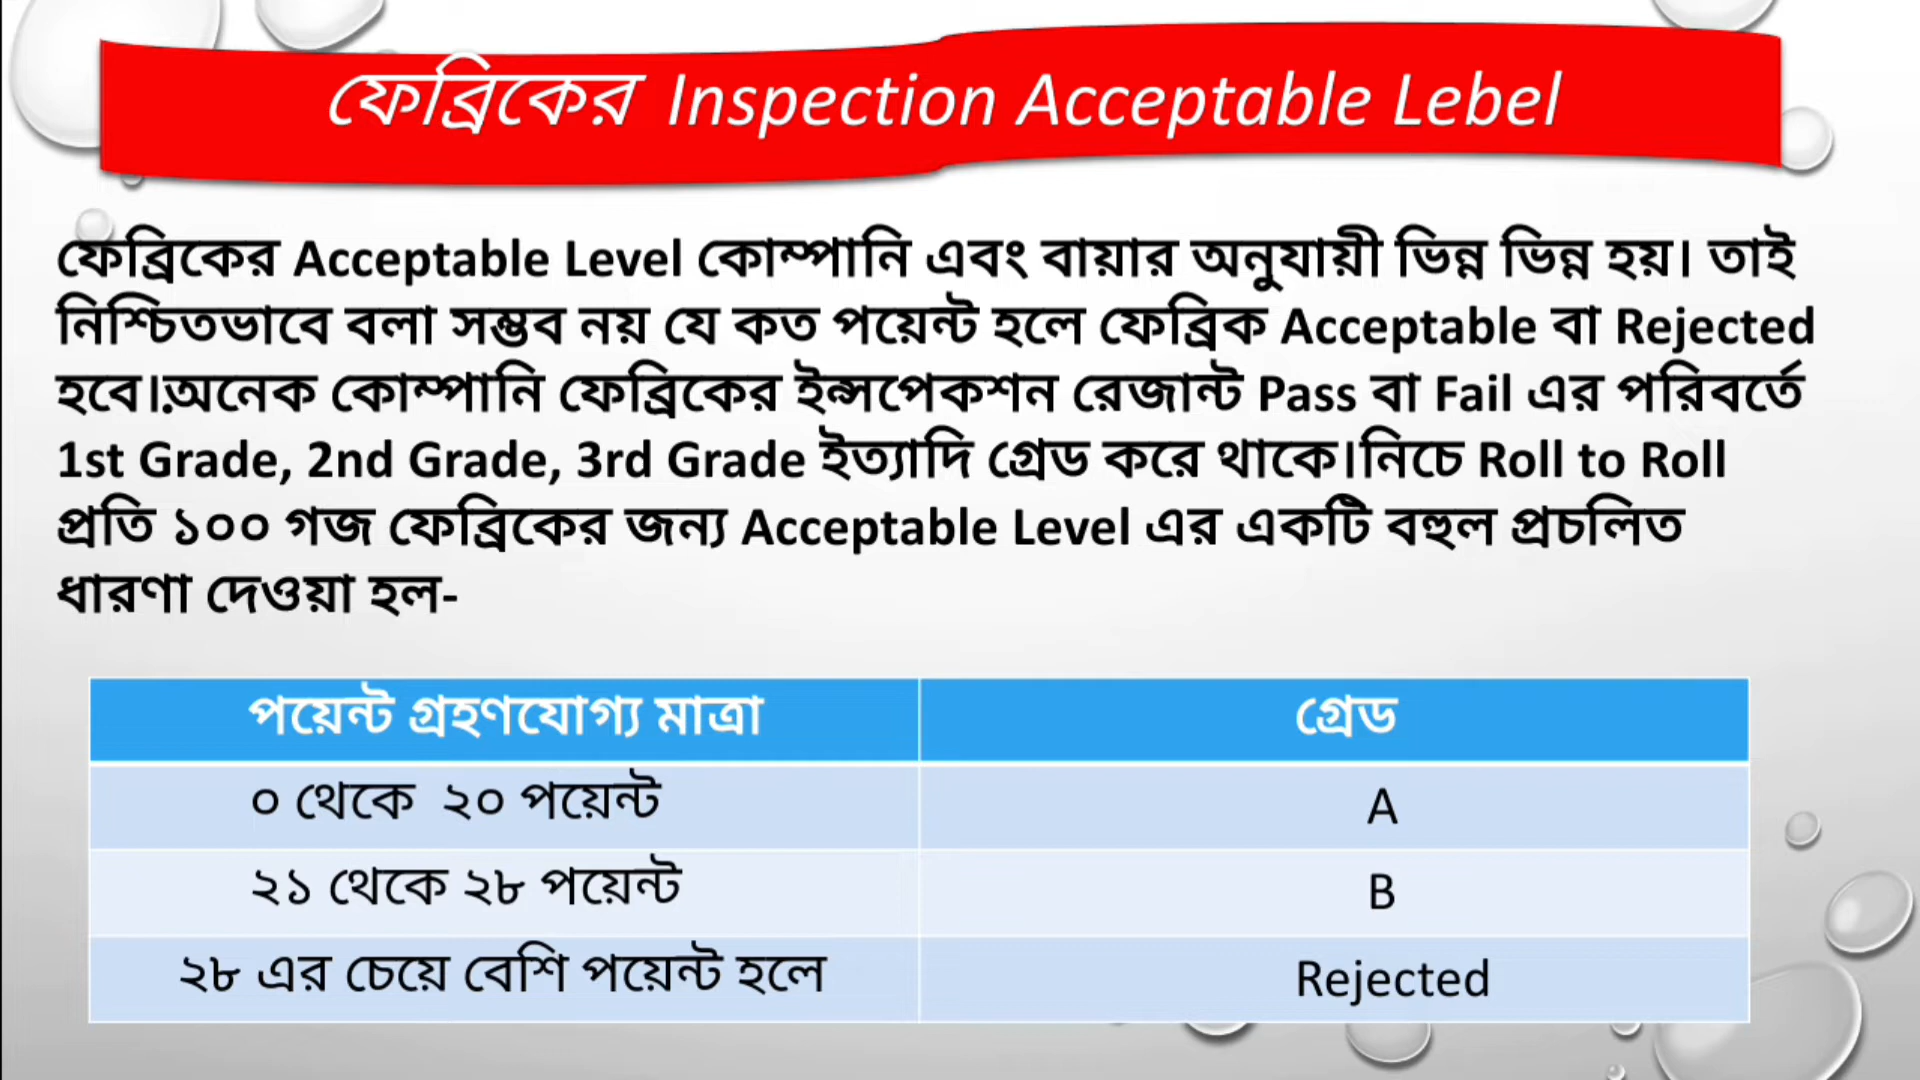 ফেব্রিকের Inspection Acceptable Lebel
ফেব্রিকের Acceptable Level কোম্পানি এবং বায়ার অনুযায়ী ভিন্ন ভিন্ন হয়। তাই
নিশ্চিতভাবে বলা সম্ভব নয় যে কত পয়েন্ট হলে ফেব্রিক Acceptable বা Rejected
হবে।.অনেক কোম্পানি ফেব্রিকের ইন্সপেকশন রেজান্ট Pass বা Fail এর পরিবর্তে
1st Grade, 2nd Grade, 3rd Grade ইত্যাদি গ্রেড করে থাকে।নিচে Roll to Roll
প্রতি ১০০ গজ ফেব্রিকের জন্য Acceptable Level এর একটি বহুল প্রচলিত
ধারণা দেওয়া হল-
পয়েন্ট গ্রহণযোগ্য মাত্রা গ্রেড
০ থেকে ২০ পয়েন্ট A
২১ থেকে ২৮ পয়েন্ট B
২৮ এর চেয়ে বেশি পয়েন্ট হলে Rejected